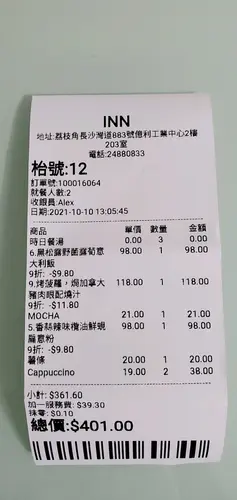 INN
地址:荔枝角長沙灣道883號億利工業中心2樓
203室
電話:24880833
枱號:12
訂單號:100016064
就餐人數:2
收銀員:Alex
日期:2021-10-10 13:05:45
商品 單價 數量 金額
時日餐湯 0.00 3 0.00
6.黑松露野菌蘑菊意 98.00 1 98.00
大利飯
9折: -$9.80
9.烤菠蘿，焗加拿大 118.00 1 118.00
豬肉眼配燒汁
9折: -$11.80
MOCHA 21.00 1 21.00
5.香絲辣味欖油鮮蜆 98.00 1 98.00
扁意粉
9折: -$9.80
薯條 20.00 1 20.00
Cappuccino 19.00 2 38.00
小計: $361.60
加一服務費: $39.30
抹零: $0.10
總價:$401.00